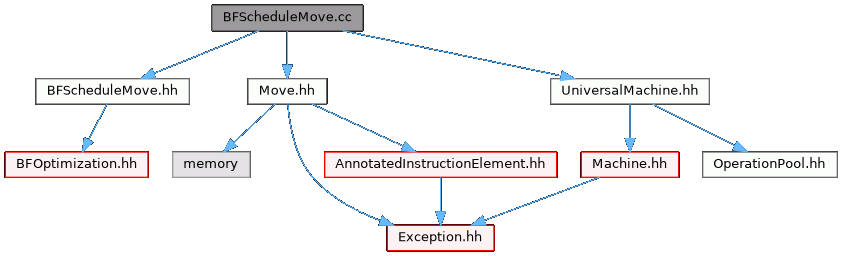 BFScheduleMove.cc
BFScheduleMove.hh
Move.hh
UniversalMachine.hh
BFOptimization.hh
memory
AnnotatedInstructionElement.hh
Machine.hh
OperationPool.hh
Exception.hh